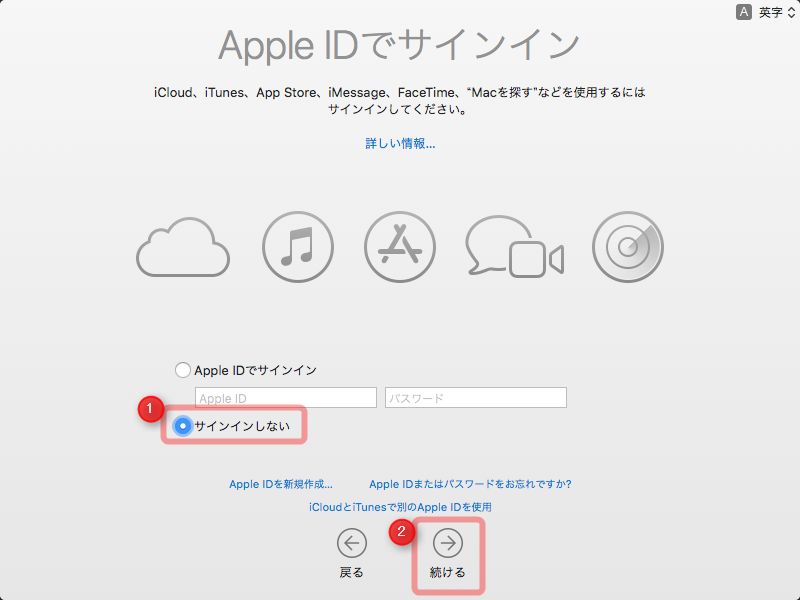 A 英字
Apple IDでサインイン
iCloud、iTunes、App Store、iMessage、FaceTime、“Macを探す”などを使用するには
サインインしてください。
詳しい情報...
Apple IDでサインイン
Apple ID パスワード
1
サインインしない
Apple IDを新規作成... Apple IDまたはパスワードをお忘れですか?
iCloudとiTunesで別のApple IDを使用
2
戻る 続ける